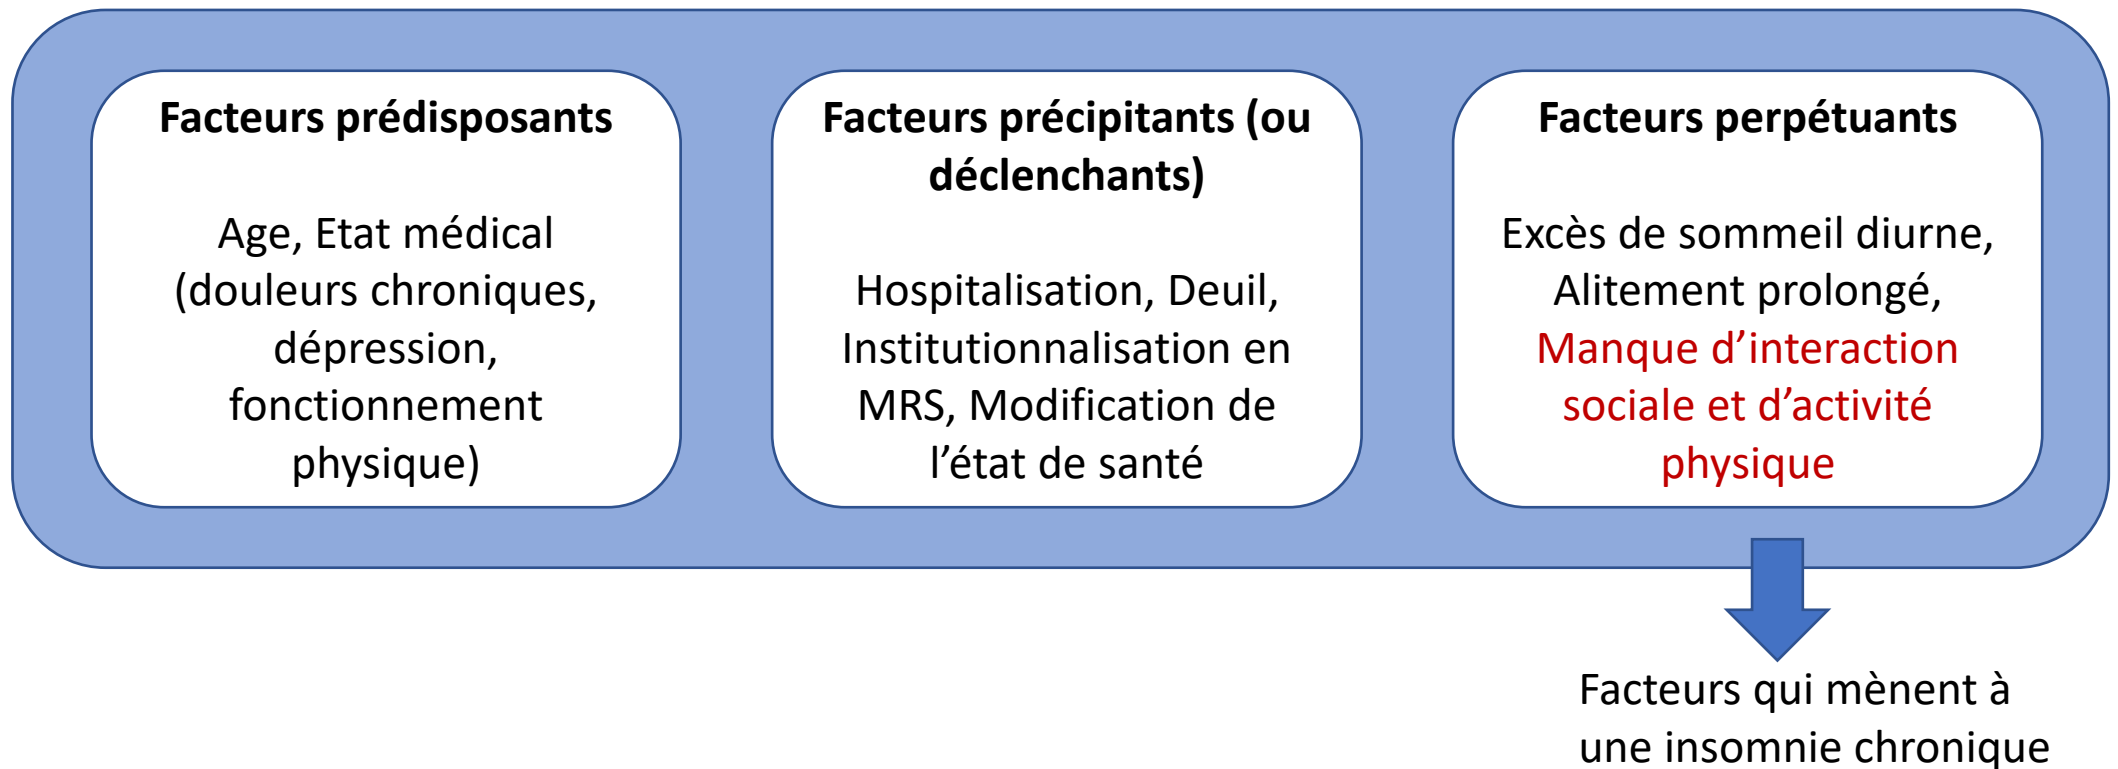 Facteurs prédisposants
Age, Etat médical
(douleurs chroniques,
dépression,
fonctionnement
physique)
Facteurs précipitants (ou
déclenchants)
Hospitalisation, Deuil,
Institutionnalisation en
MRS, Modification de
l’état de santé
Facteurs perpétuants
Excès de sommeil diurne,
Alitement prolongé,
Manque d’interaction
sociale et d’activité
physique
Facteurs qui mènent à
une insomnie chronique